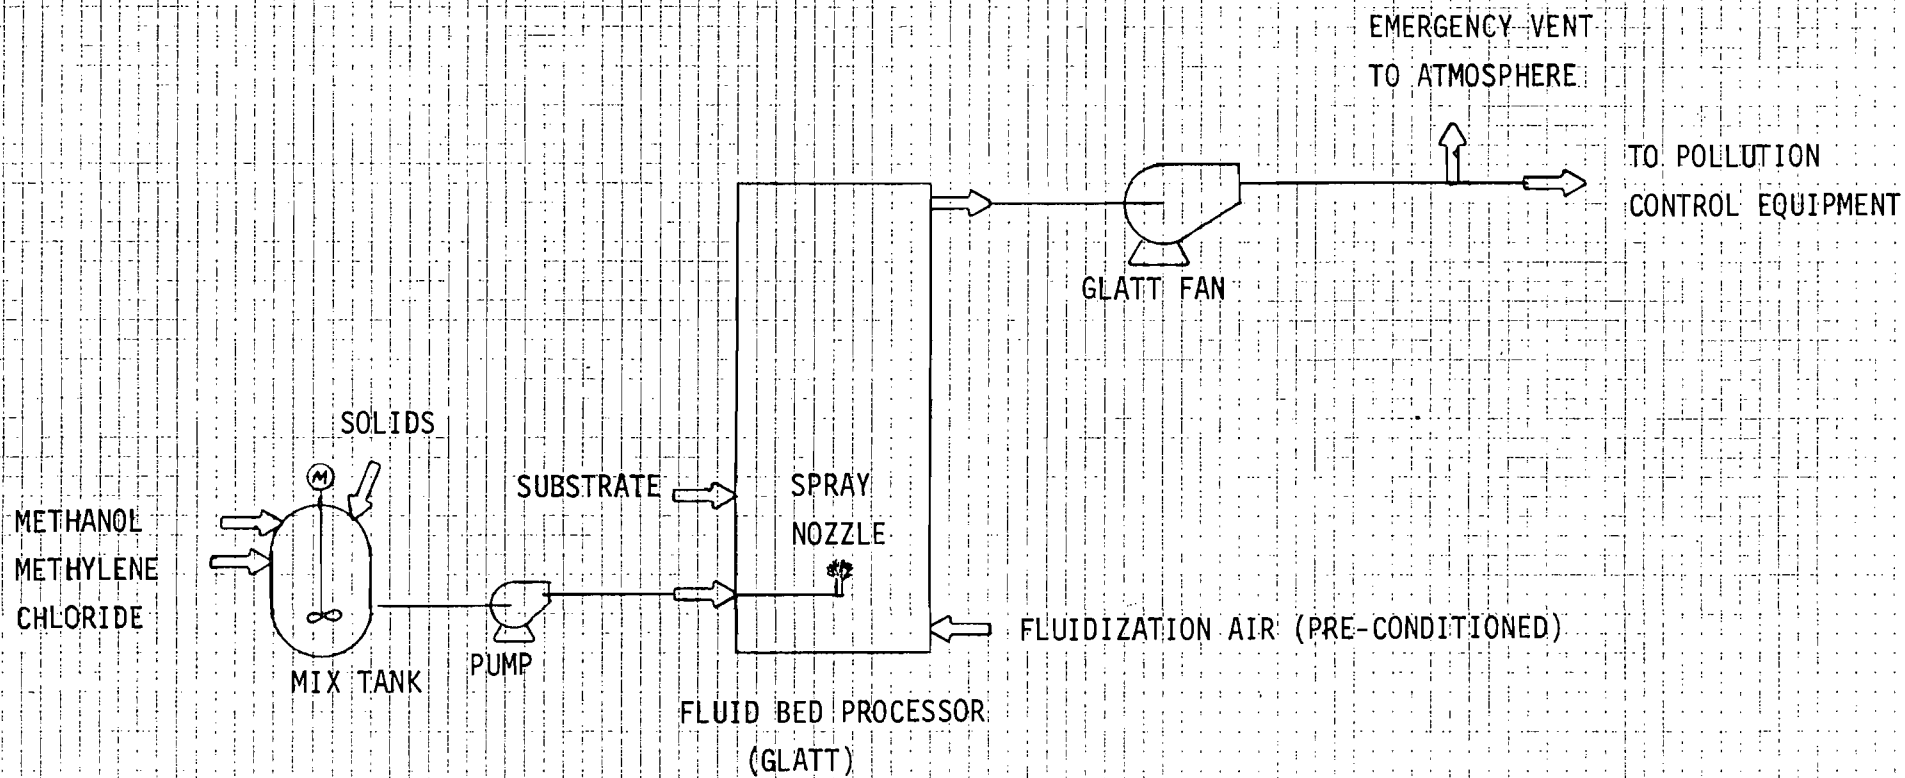 EMERGENCY VENT
TO ATMOSPHERE
TO POLLUTION
CONTROL EQUIPMENT
GLATT FAN
SOLIDS
M
SUBSTRATE
SPRAY
NOZZLE
METHANOL
METHYLENE
CHLORIDE
FLUIDIZATION AIR (PRE-CONDITIONED)
PUMP
MIX TANK
FLUID BED PROCESSOR
(GLATT)